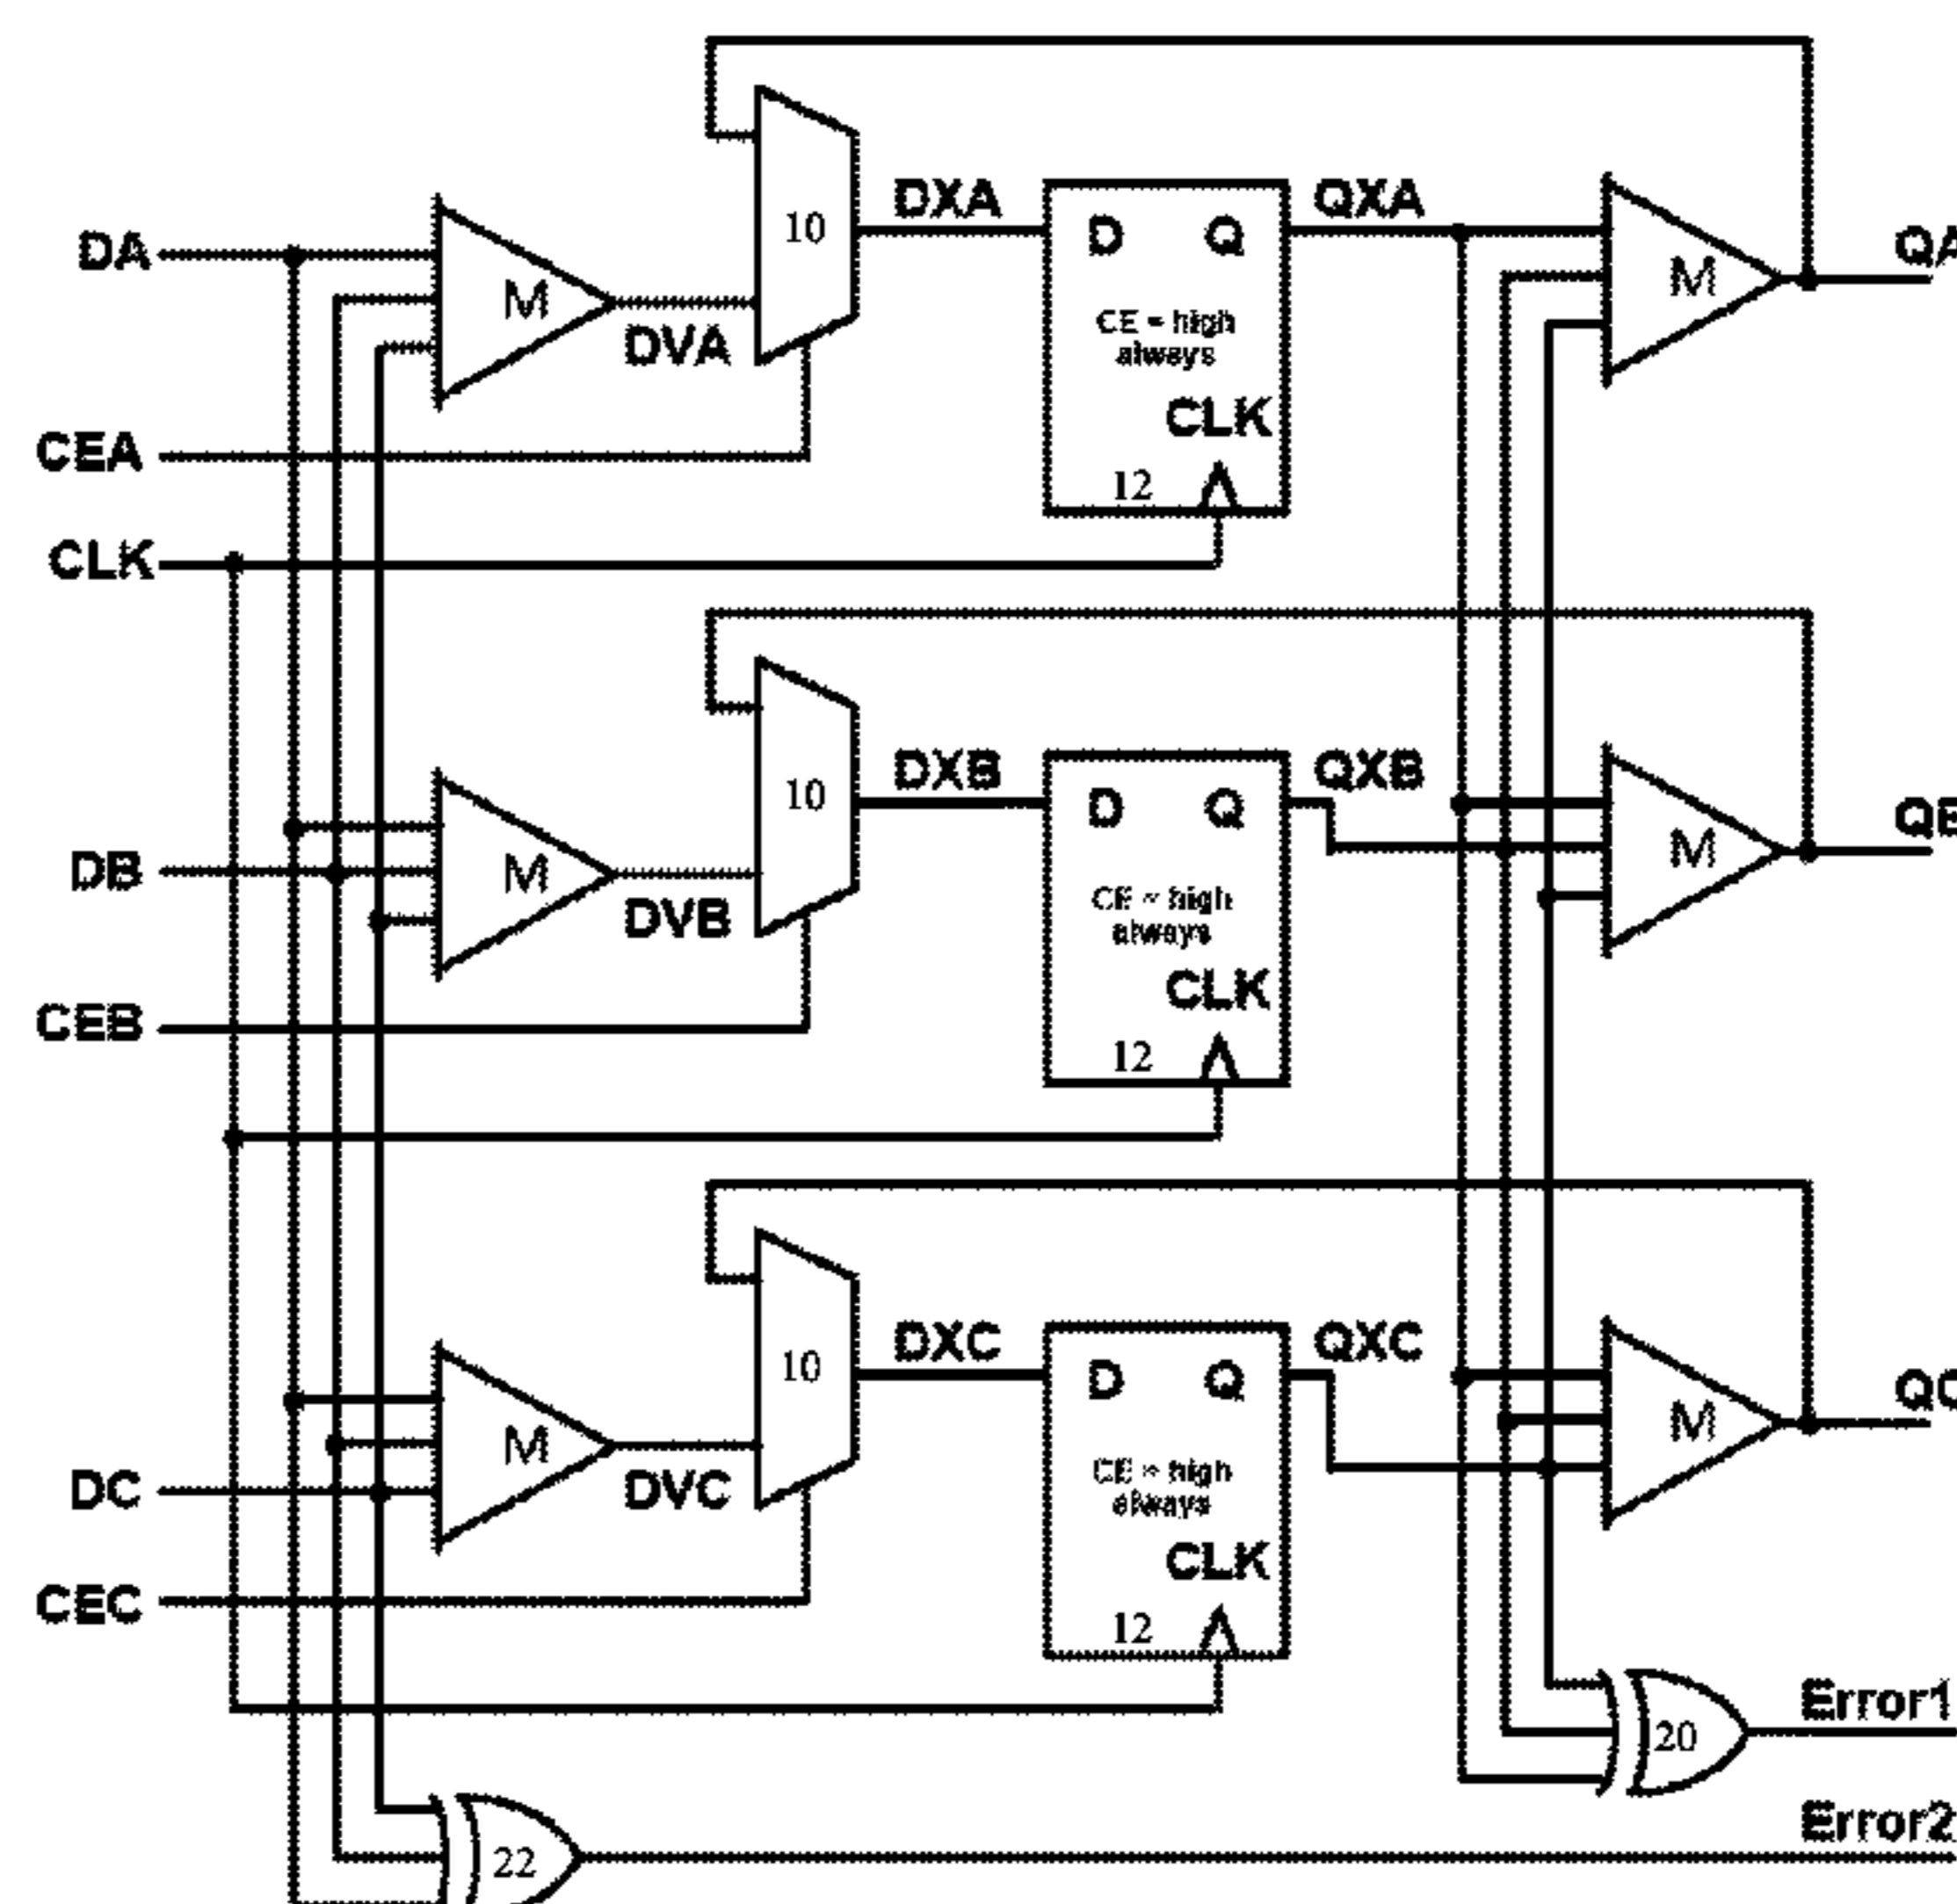 DXA QXA
10
DA D Q QA
M M
CE = high
DVA always
CEA CLK
12
CLK
DXB QXB
10
D Q QB
DB M M
CE = high
DVB always
CLK
CEB
12
DXC QXC
10
D Q
M M
DC DVC CE = high
always
CLK
CEC
12
Error1
20
Error2
22